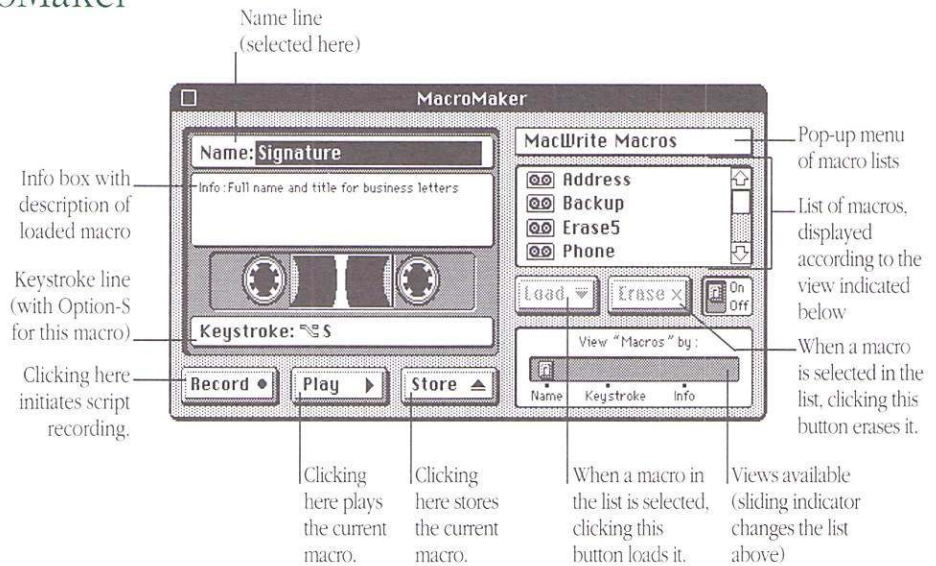 Name line
(selected here)
MacroMaker
Name: Signature
Info: Full name and title for business letters
Keystroke: ⌥ S
Record
Play
Store
MacWrite Macros
Address
Backup
Erase5
Phone
Load
Erase X
On
Off
View "Macros" by:
Name Keystroke Info
Info box with
description of
loaded macro
Keystroke line
(with Option-S
for this macro)
Clicking here
initiates script
recording.
Pop-up menu
of macro lists
List of macros,
displayed
according to the
view indicated
below
When a macro
is selected in the
list, clicking this
button erases it.
Clicking
here plays
the current
macro.
Clicking
here stores
the current
macro.
When a macro in
the list is selected,
clicking this
button loads it.
Views available
(sliding indicator
changes the list
above)